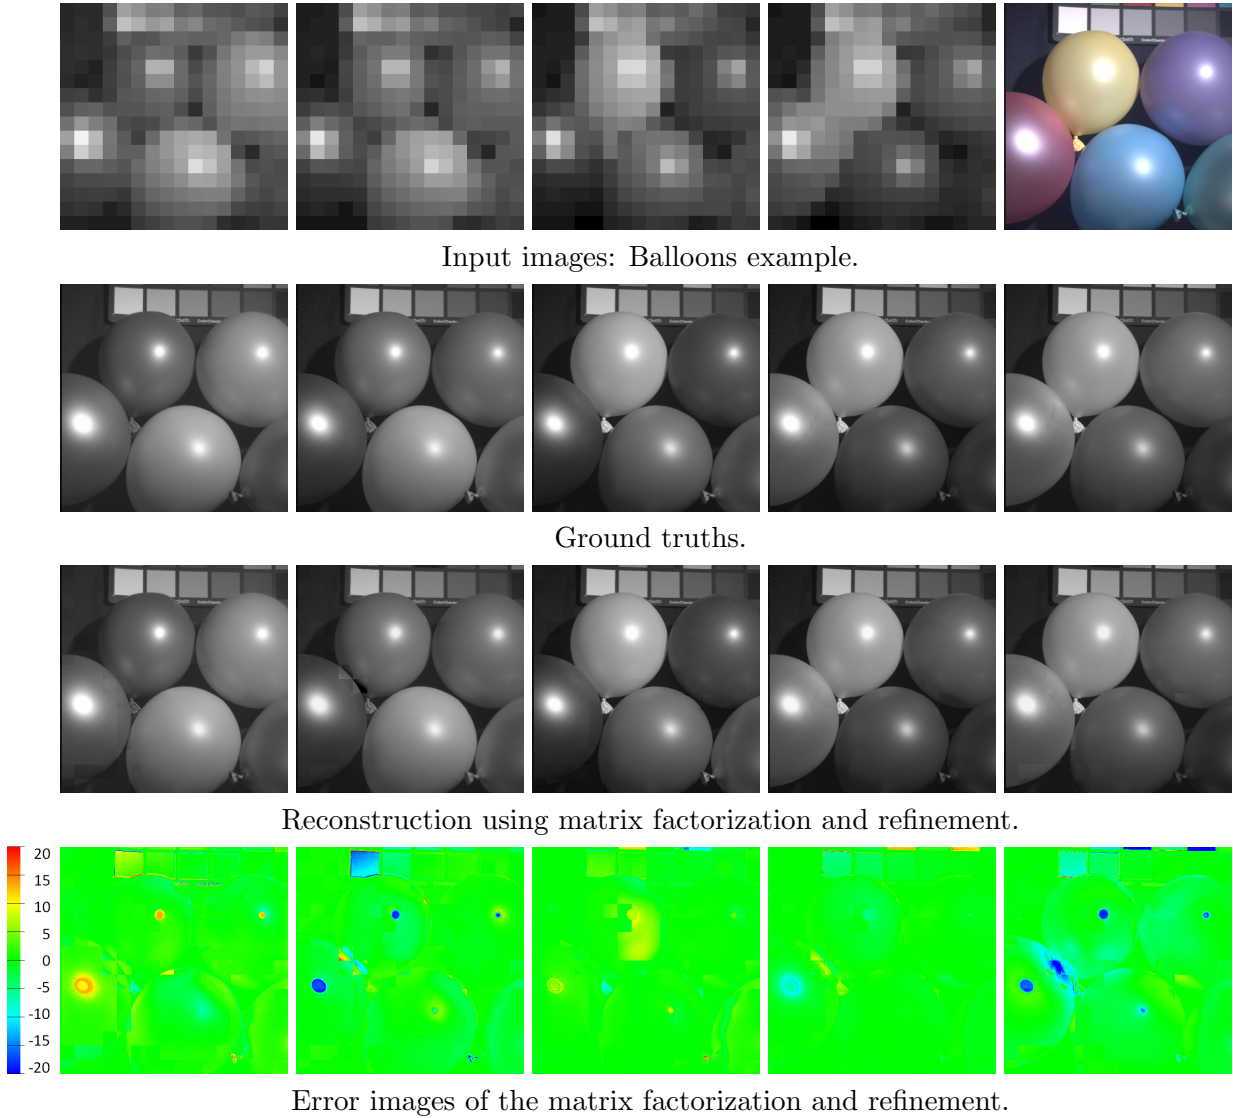 Input images: Balloons example.
Ground truths.
Reconstruction using matrix factorization and refinement.
20
15
10
5
0
-5
-10
-15
-20
Error images of the matrix factorization and refinement.